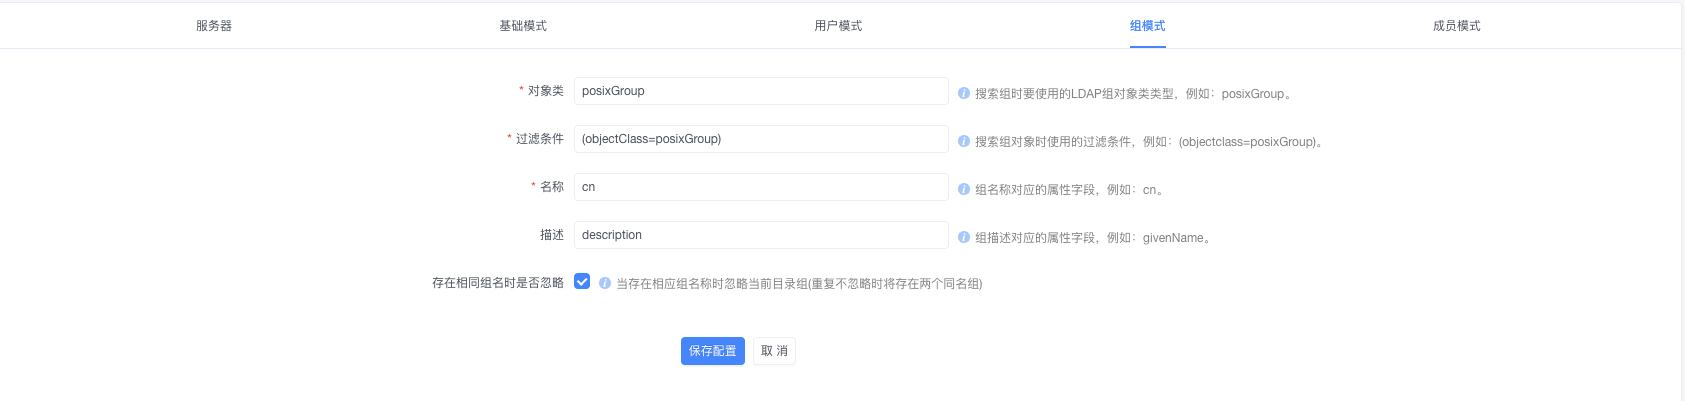 服务器 基础模式 用户模式 组模式 成员模式
* 对象类 posixGroup 搜索组时要使用的LDAP组对象类类型，例如：posixGroup。
* 过滤条件 (objectClass=posixGroup) 搜索组对象时使用的过滤条件，例如：(objectclass=posixGroup)。
* 名称 cn 组名称对应的属性字段，例如：cn。
描述 description 组描述对应的属性字段，例如：givenName。
存在相同组名时是否忽略 当存在相应组名称时忽略当前目录组(重复不忽略时将存在两个同名组)
保存配置 取 消